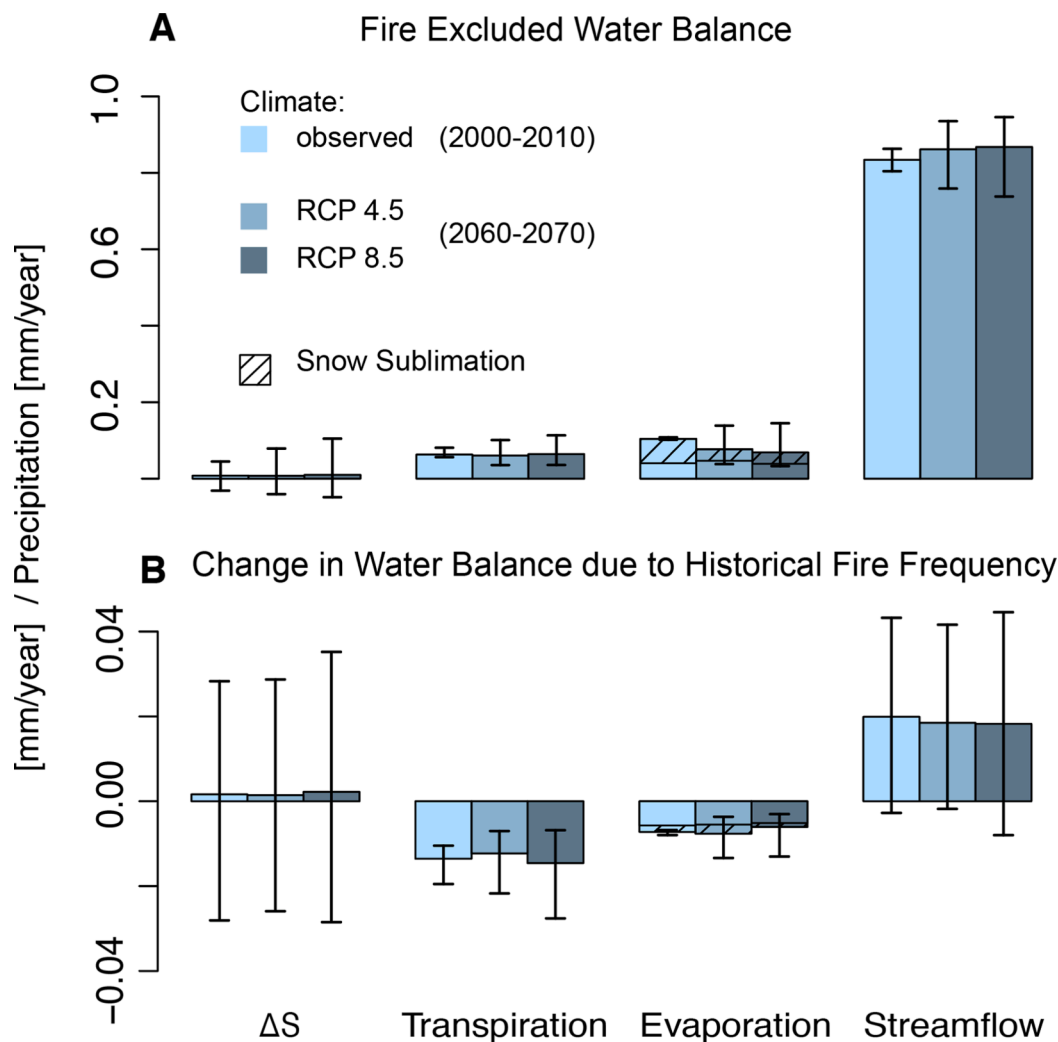 A Fire Excluded Water Balance
Climate:
observed (2000-2010)
RCP 4.5
(2060-2070)
RCP 8.5
Snow Sublimation
1.0
0.6
0.2
[mm/year] / Precipitation [mm/year]
B Change in Water Balance due to Historical Fire Frequency
0.04
0.00
−0.04
ΔS Transpiration Evaporation Streamflow